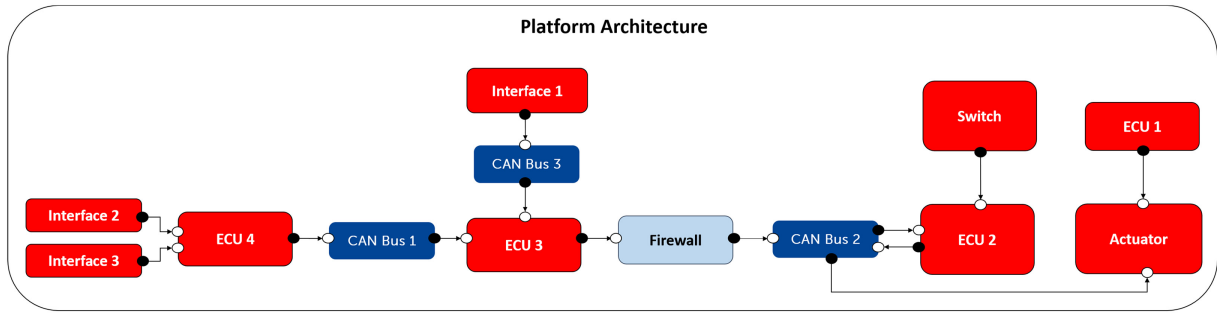 Platform Architecture
Interface 1
Switch
ECU 1
CAN Bus 3
Interface 2
Interface 3
ECU 4
CAN Bus 1
ECU 3
Firewall
CAN Bus 2
ECU 2
Actuator